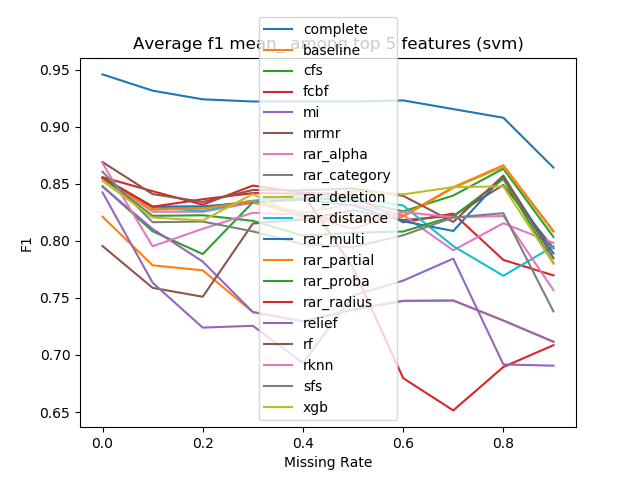 Average f1 mean_ among top 5 features (svm)
complete
baseline
cfs
fcbf
mi
mrmr
rar_alpha
rar_category
rar_deletion
rar_distance
rar_multi
rar_partial
rar_proba
rar_radius
relief
rf
rknn
sfs
xgb
0.95
0.90
0.85
0.80
0.75
0.70
0.65
F1
0.0 0.2 0.4 0.6 0.8
Missing Rate